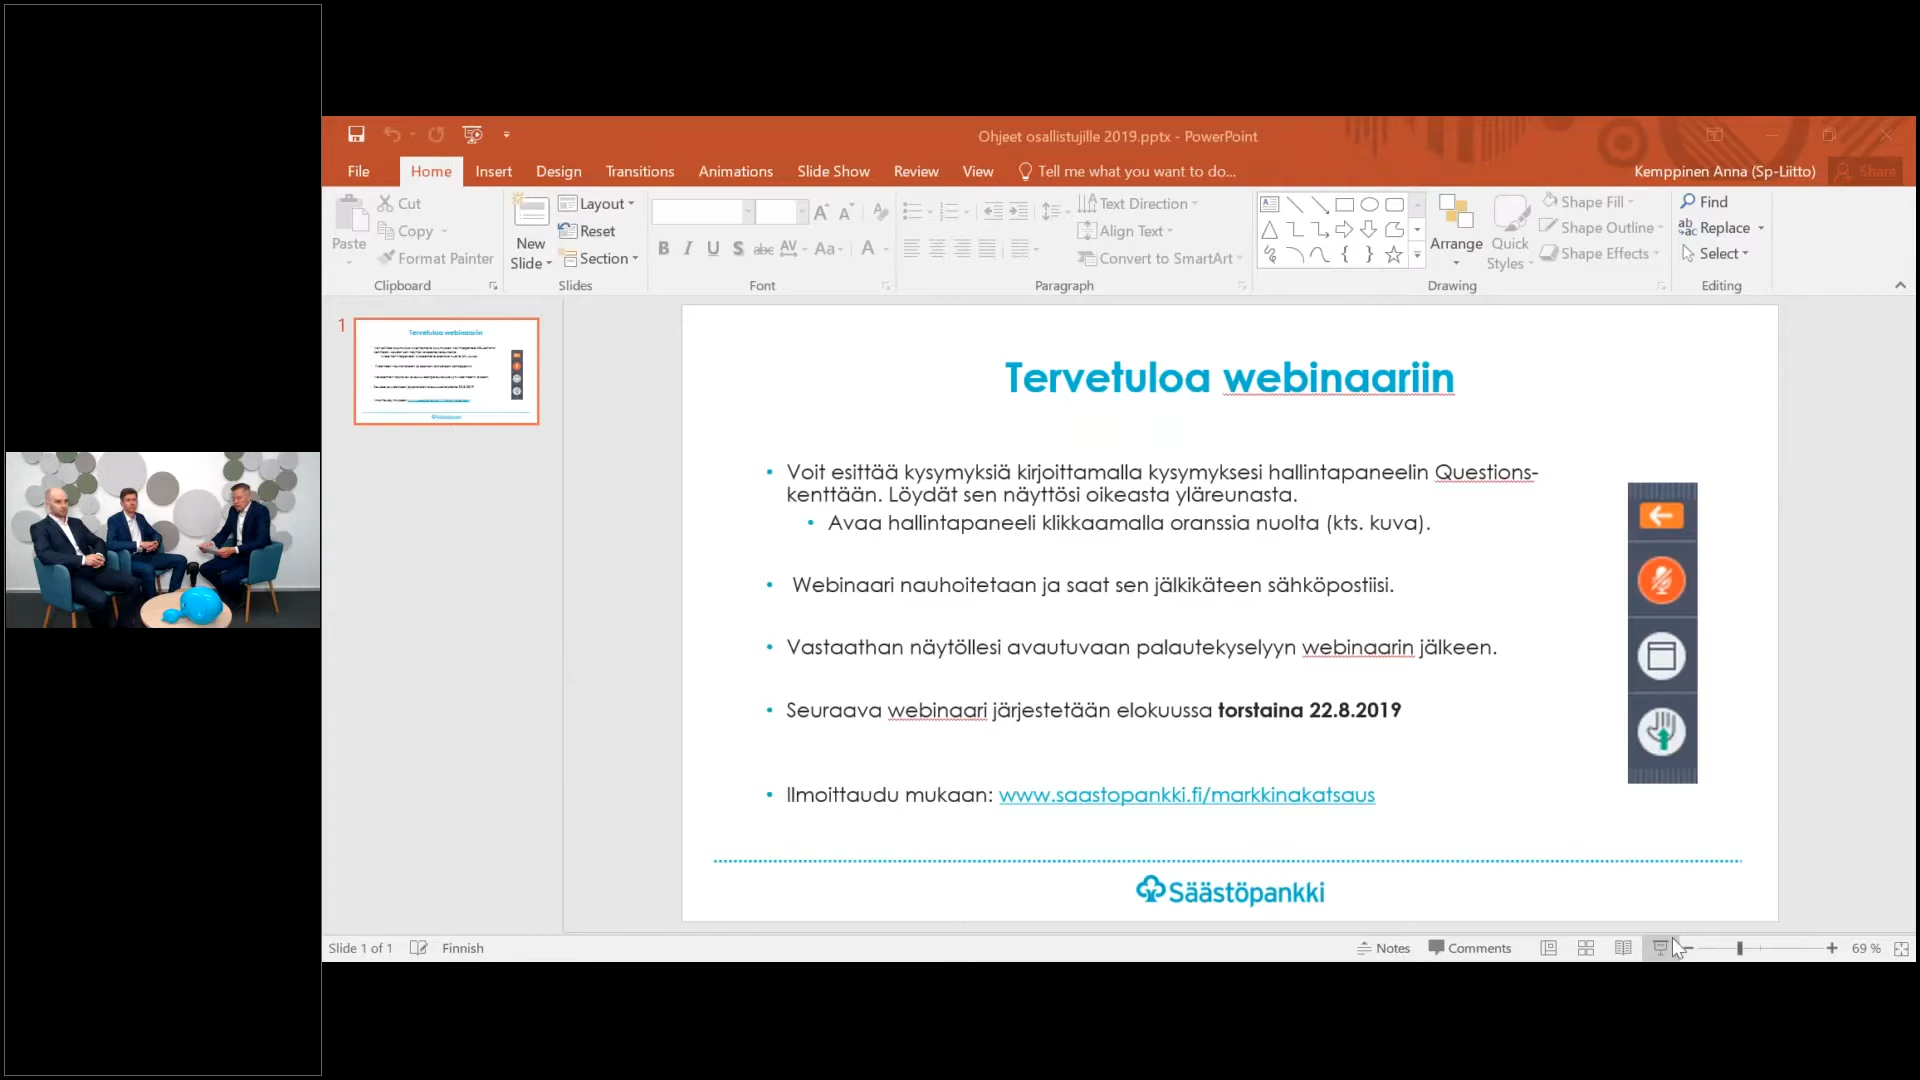 Ohjeet osallistujille 2019.pptx - PowerPoint
File Home Insert Design Transitions Animations Slide Show Review View Tell me what you want to do... Kemppinen Anna (Sp-Liitto) Share
Paste
Cut
Copy
Format Painter
Clipboard
New
Slide
Layout
Reset
Section
Slides
B I U S abc AV Aa A
Font
Text Direction
Align Text
Convert to SmartArt
Paragraph
Arrange
Quick
Styles
Shape Fill
Shape Outline
Shape Effects
Drawing
Find
Replace
Select
Editing
1
Tervetuloa webinaariin
Tervetuloa webinaariin
• Voit esittää kysymyksiä kirjoittamalla kysymyksesi hallintapaneelin Questions-
kenttään. Löydät sen näyttösi oikeasta yläreunasta.
• Avaa hallintapaneeli klikkaamalla oranssia nuolta (kts. kuva).
• Webinaari nauhoitetaan ja saat sen jälkikäteen sähköpostiisi.
• Vastaathan näytöllesi avautuvaan palautekyselyyn webinaarin jälkeen.
• Seuraava webinaari järjestetään elokuussa torstaina 22.8.2019
• Ilmoittaudu mukaan: www.saastopankki.fi/markkinakatsaus
Säästöpankki
Slide 1 of 1 Finnish Notes Comments 69 %